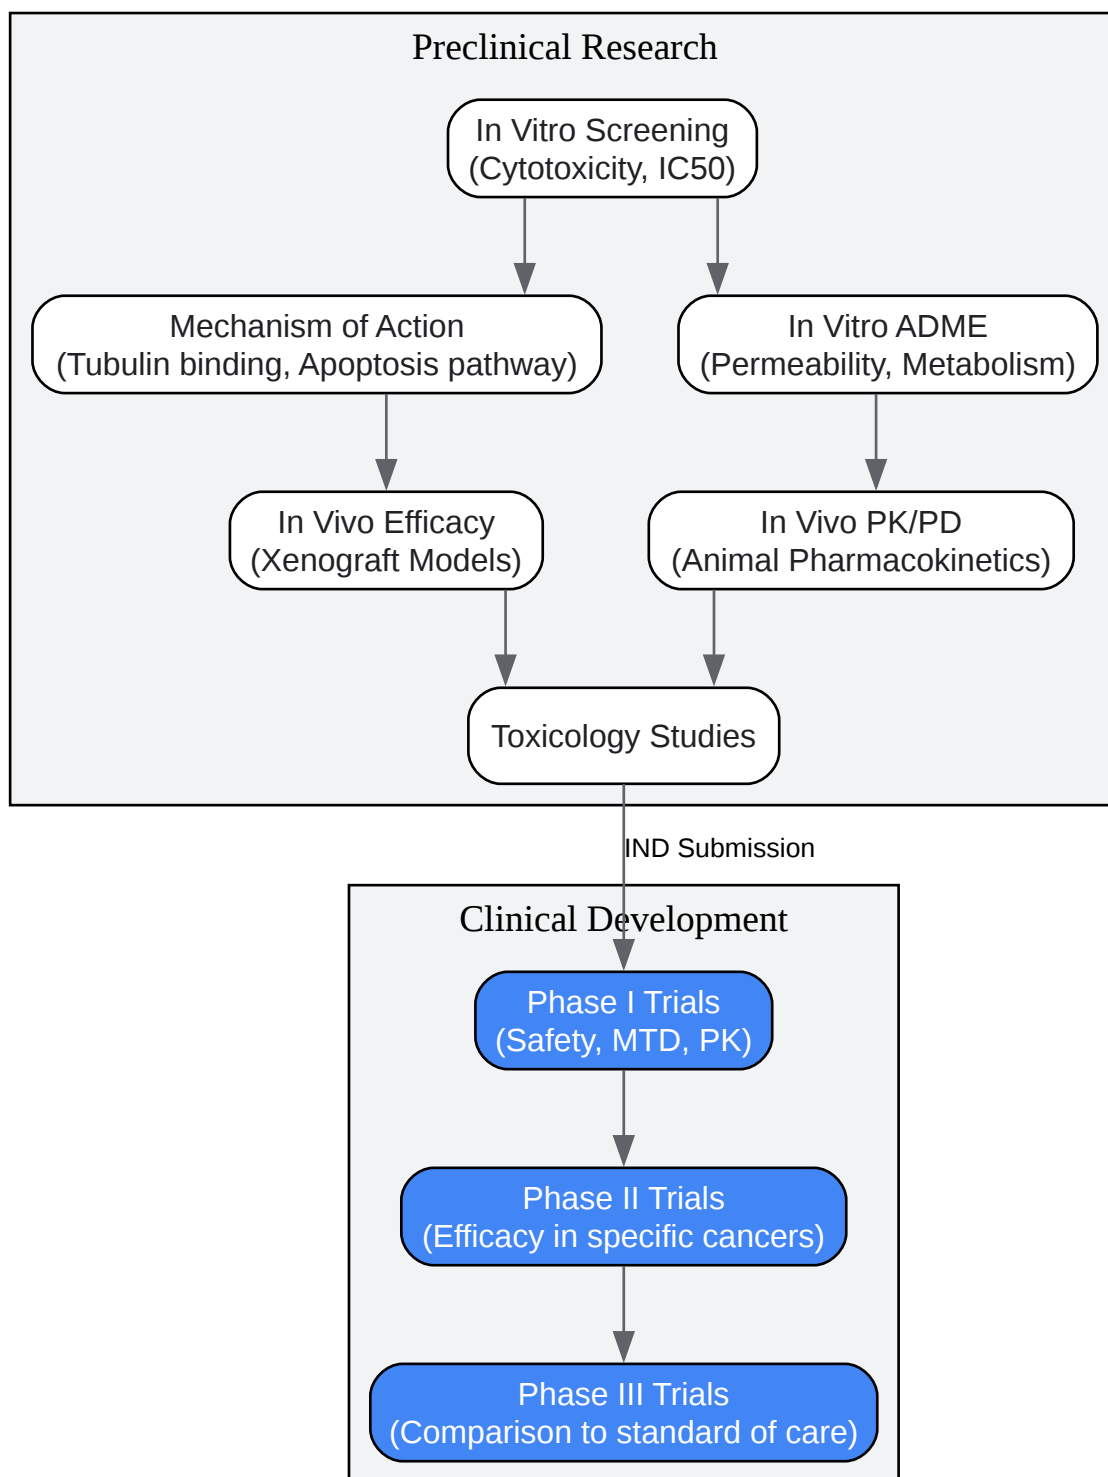 Preclinical Research
In Vitro Screening
(Cytotoxicity, IC50)
Mechanism of Action
(Tubulin binding, Apoptosis pathway)
In Vitro ADME
(Permeability, Metabolism)
In Vivo Efficacy
(Xenograft Models)
In Vivo PK/PD
(Animal Pharmacokinetics)
Toxicology Studies
IND Submission
Clinical Development
Phase I Trials
(Safety, MTD, PK)
Phase II Trials
(Efficacy in specific cancers)
Phase III Trials
(Comparison to standard of care)